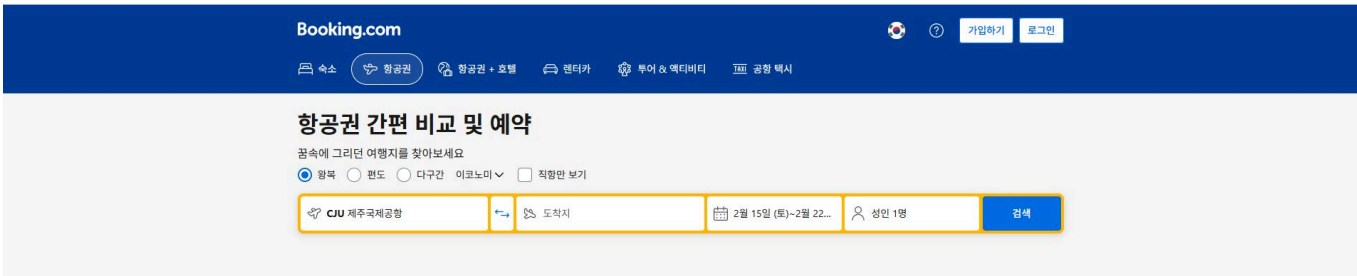 Booking.com
가입하기 로그인
숙소 항공권 항공권 + 호텔 렌터카 투어 & 액티비티 TAXI 공항 택시
항공권 간편 비교 및 예약
꿈속에 그리던 여행지를 찾아보세요
왕복 편도 다구간 이코노미 직항만 보기
CJU 제주국제공항 도착지 2월 15일 (토)~2월 22... 성인 1명 검색